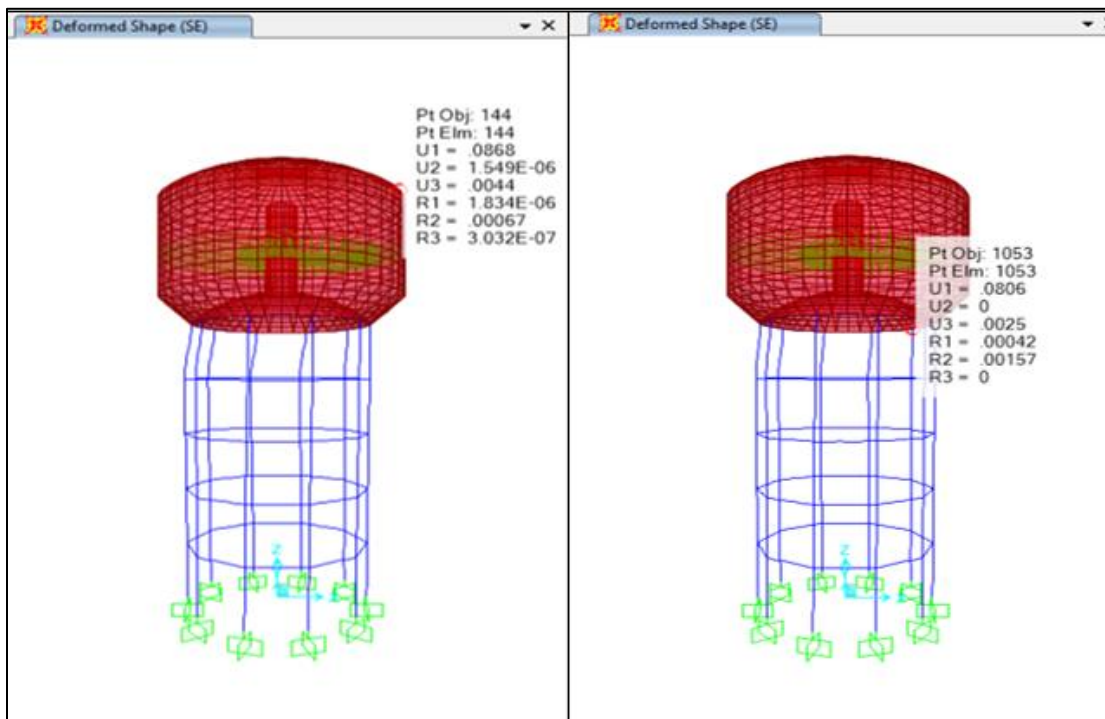 Deformed Shape (SE)
Pt Obj: 144
Pt Elm: 144
U1 = .0868
U2 = 1.549E-06
U3 = .0044
R1 = 1.834E-06
R2 = .00067
R3 = 3.032E-07
Z
Deformed Shape (SE)
Pt Obj: 1053
Pt Elm: 1053
U1 = .0806
U2 = 0
U3 = .0025
R1 = .00042
R2 = .00157
R3 = 0
Z